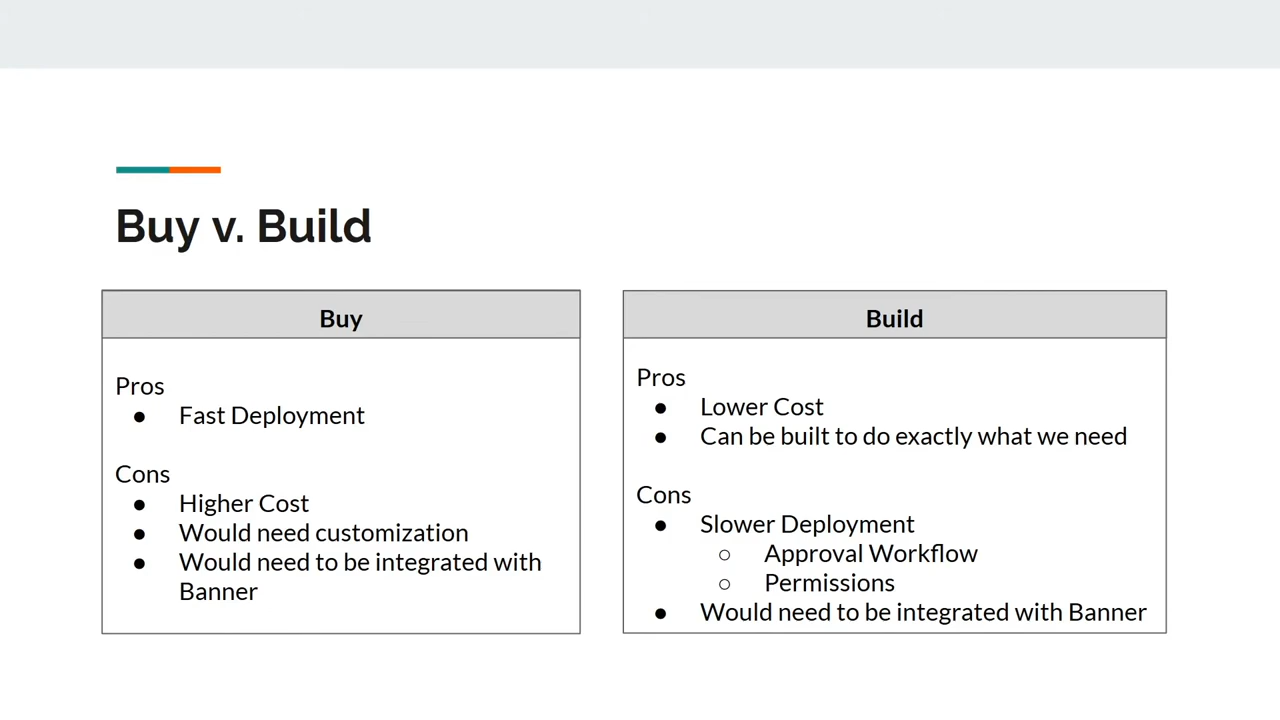 Buy v. Build
Buy
Pros
● Fast Deployment
Cons
● Higher Cost
● Would need customization
● Would need to be integrated with
Banner
Build
Pros
● Lower Cost
● Can be built to do exactly what we need
Cons
● Slower Deployment
○ Approval Workflow
○ Permissions
● Would need to be integrated with Banner